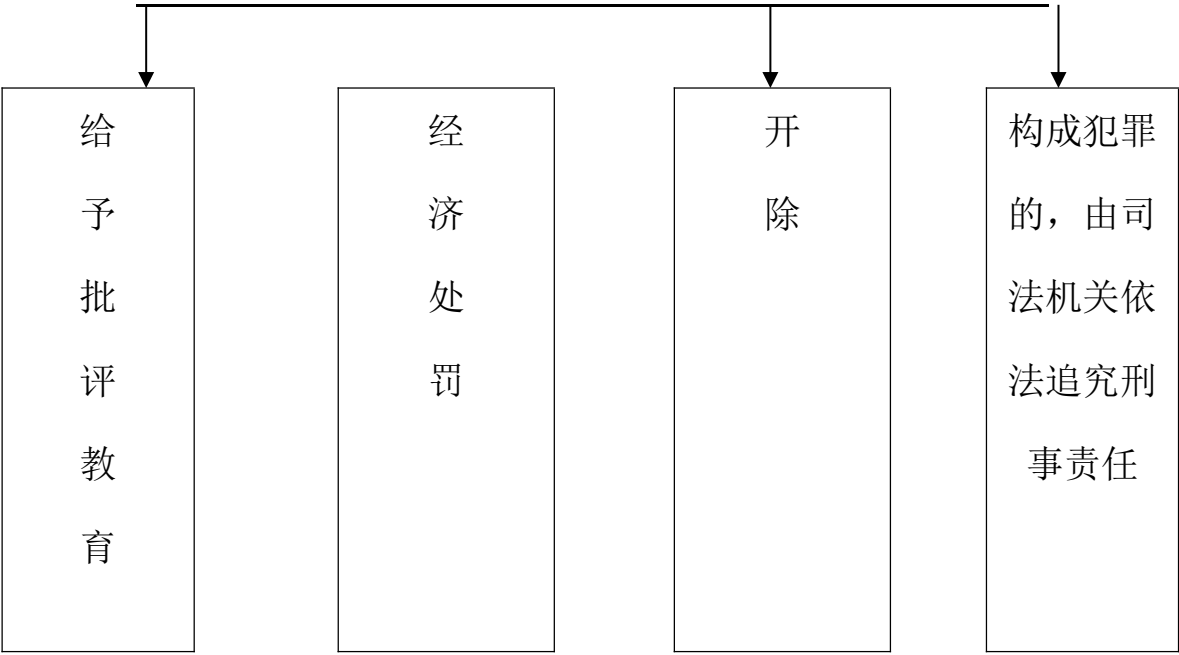 给予批评教育
经济处罚
开除
构成犯罪
的，由司
法机关依
法追究刑
事责任